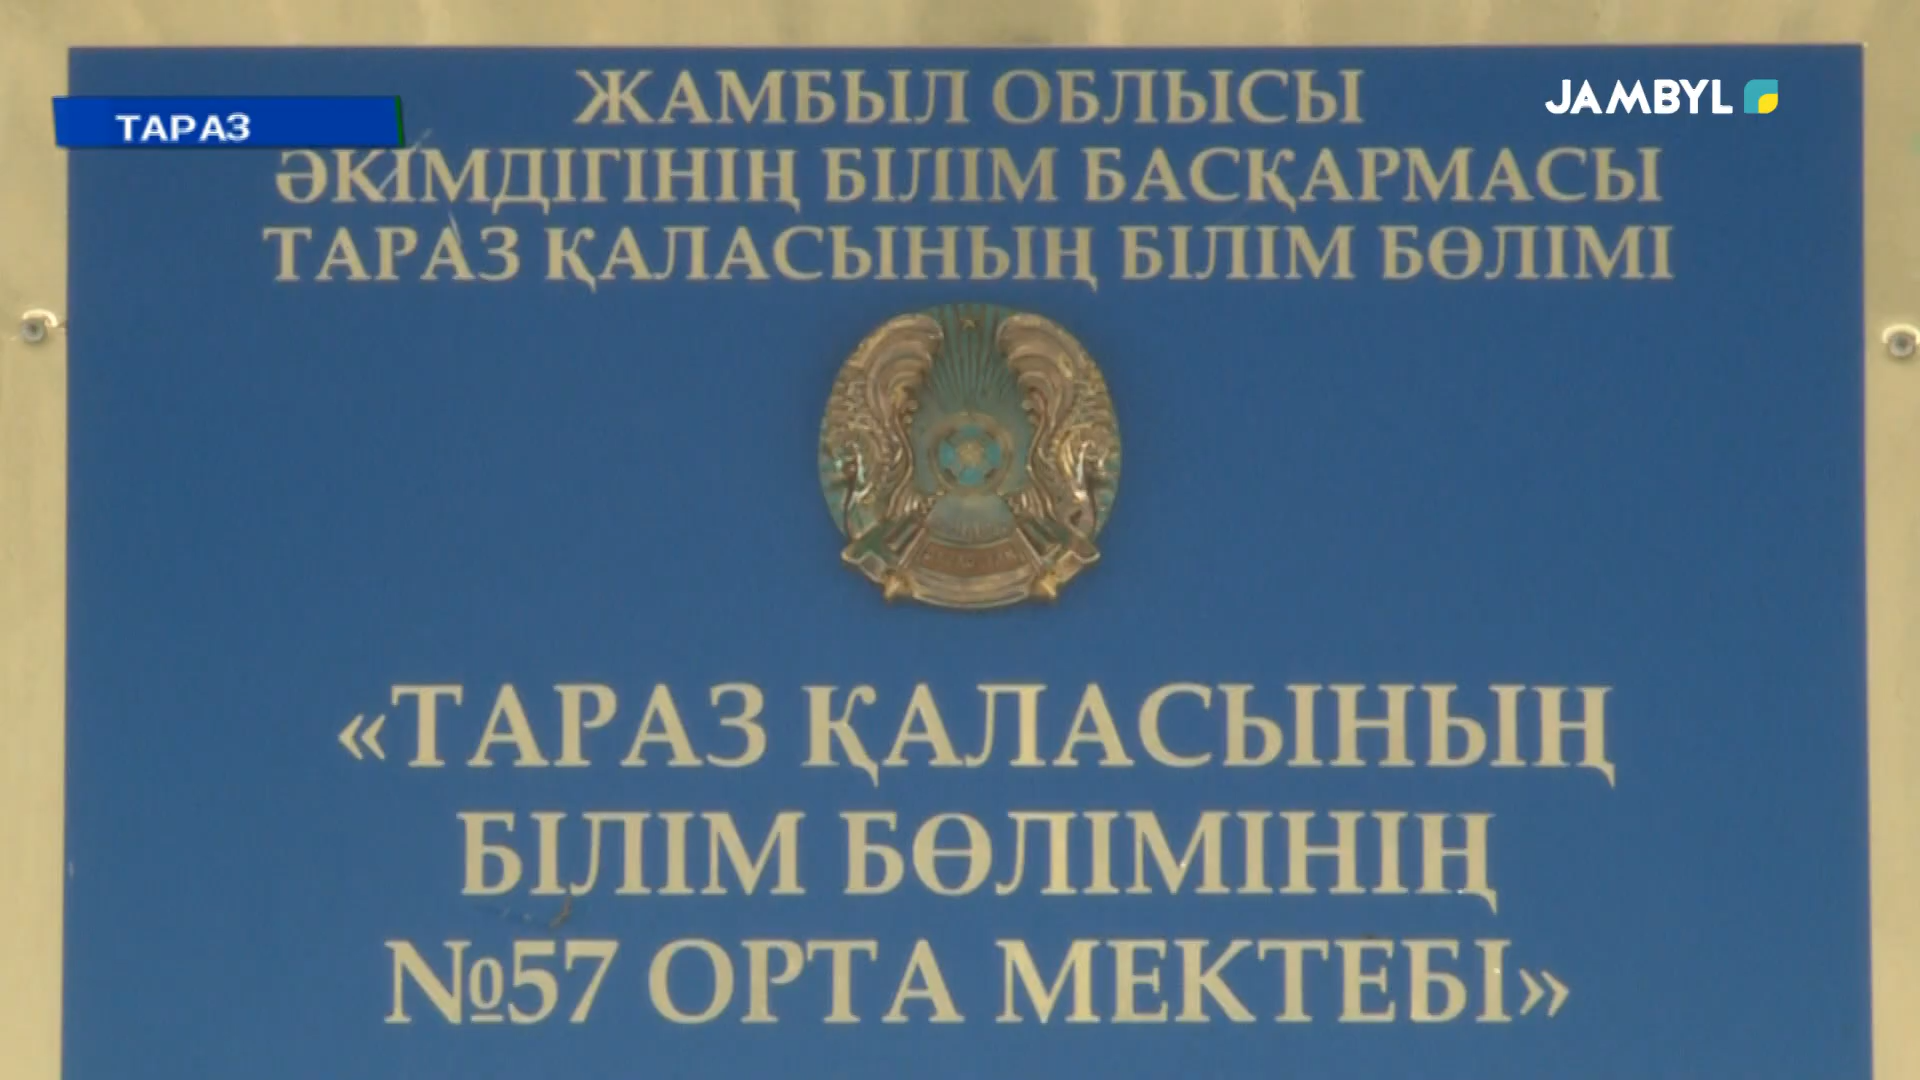 ЖАМБЫЛ ОБЛЫСЫ
JAMBYL
ТАРАЗ
ӘКІМДІГІНІҢ БІЛІМ БАСҚАРМАСЫ
ТАРАЗ ҚАЛАСЫНЫҢ БІЛІМ БӨЛІМІ
«ТАРАЗ ҚАЛАСЫНЫҢ
БІЛІМ БӨЛІМІНІҢ
№57 ОРТА МЕКТЕБІ»